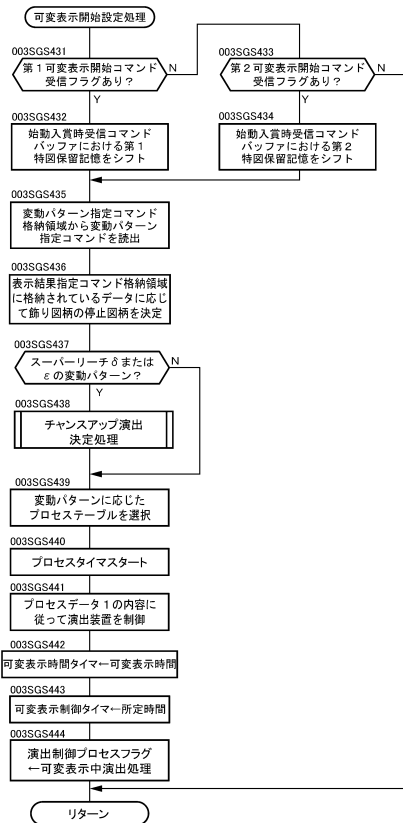 可変表示開始設定処理
003SGS431
第1可変表示開始コマンド
受信フラグあり？
N
Y
003SGS433
第2可変表示開始コマンド
受信フラグあり？
N
Y
003SGS432
始動入賞時受信コマンド
バッファにおける第1
特図保留記憶をシフト
003SGS434
始動入賞時受信コマンド
バッファにおける第2
特図保留記憶をシフト
003SGS435
変動パターン指定コマンド
格納領域から変動パターン
指定コマンドを読出
003SGS436
表示結果指定コマンド格納領域
に格納されているデータに応じ
て飾り図柄の停止図柄を決定
003SGS437
スーパーリーチδまたは
εの変動パターン？
N
Y
003SGS438
チャンスアップ演出
決定処理
003SGS439
変動パターンに応じた
プロセステーブルを選択
003SGS440
プロセスタイマスタート
003SGS441
プロセスデータ1の内容に
従って演出装置を制御
003SGS442
可変表示時間タイマ←可変表示時間
003SGS443
可変表示制御タイマ←所定時間
003SGS444
演出制御プロセスフラグ
←可変表示中演出処理
リターン